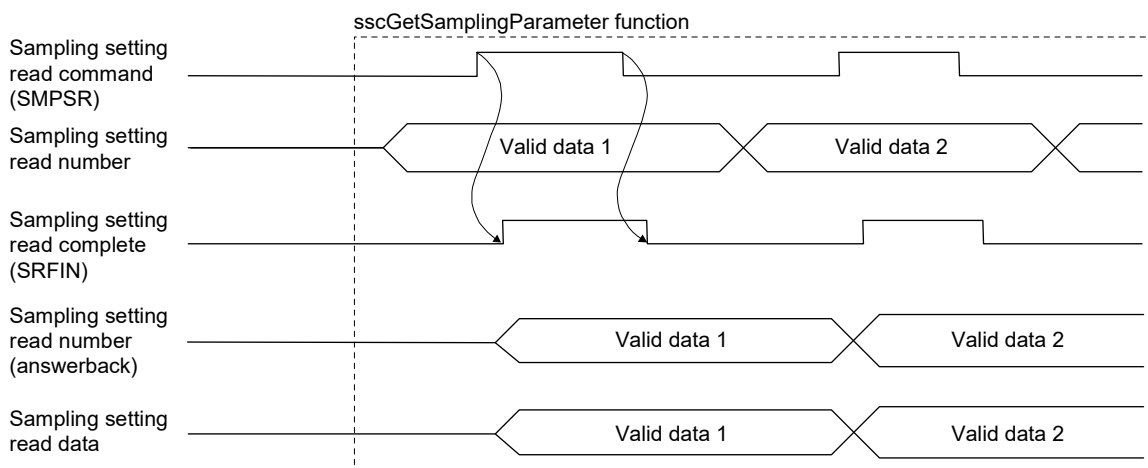 sscGetSamplingParameter function
Sampling setting
read command
(SMPSR)
Sampling setting
read number
Valid data 1
Valid data 2
Sampling setting
read complete
(SRFIN)
Sampling setting
read number
(answerback)
Valid data 1
Valid data 2
Sampling setting
read data
Valid data 1
Valid data 2